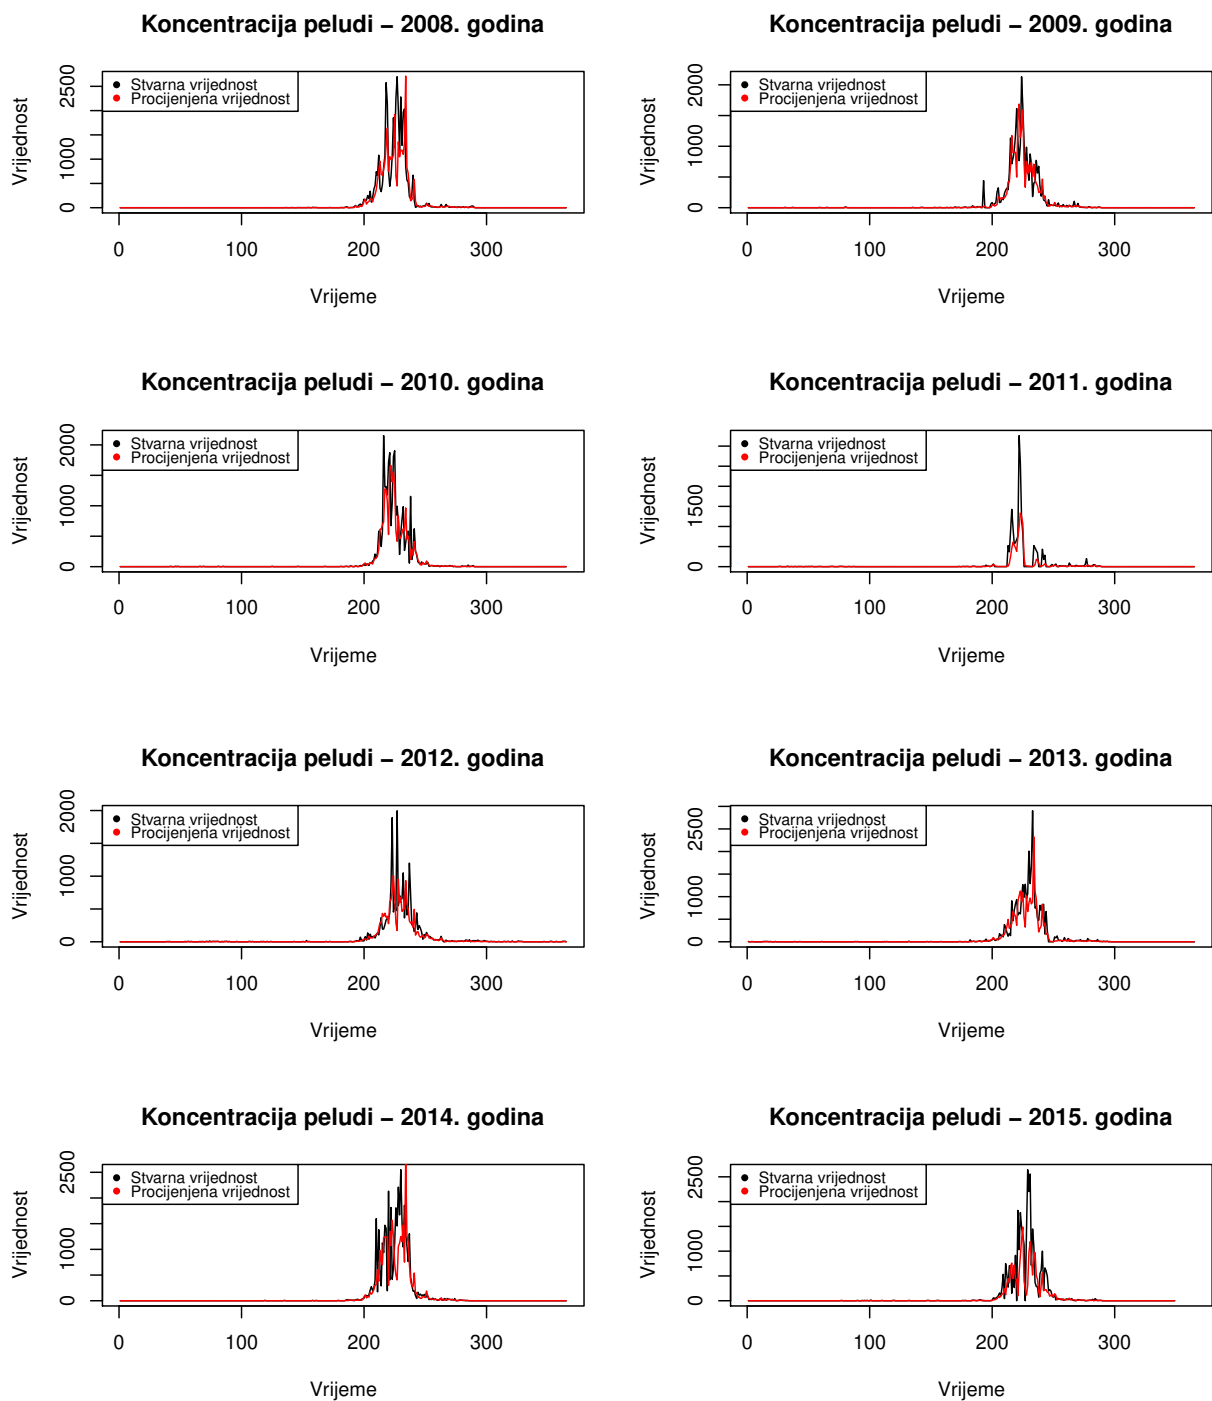 Koncentracija peludi – 2008. godina
Vrijednost
2500
1000
0
Stvarna vrijednost
Procijenjena vrijednost
0 100 200 300
Vrijeme
Koncentracija peludi – 2009. godina
Vrijednost
2000
1000
0
Stvarna vrijednost
Procijenjena vrijednost
0 100 200 300
Vrijeme
Koncentracija peludi – 2010. godina
Vrijednost
2000
1000
0
Stvarna vrijednost
Procijenjena vrijednost
0 100 200 300
Vrijeme
Koncentracija peludi – 2011. godina
Vrijednost
1500
0
Stvarna vrijednost
Procijenjena vrijednost
0 100 200 300
Vrijeme
Koncentracija peludi – 2012. godina
Vrijednost
2000
1000
0
Stvarna vrijednost
Procijenjena vrijednost
0 100 200 300
Vrijeme
Koncentracija peludi – 2013. godina
Vrijednost
2500
1000
0
Stvarna vrijednost
Procijenjena vrijednost
0 100 200 300
Vrijeme
Koncentracija peludi – 2014. godina
Vrijednost
2500
1000
0
Stvarna vrijednost
Procijenjena vrijednost
0 100 200 300
Vrijeme
Koncentracija peludi – 2015. godina
Vrijednost
2500
1000
0
Stvarna vrijednost
Procijenjena vrijednost
0 100 200 300
Vrijeme